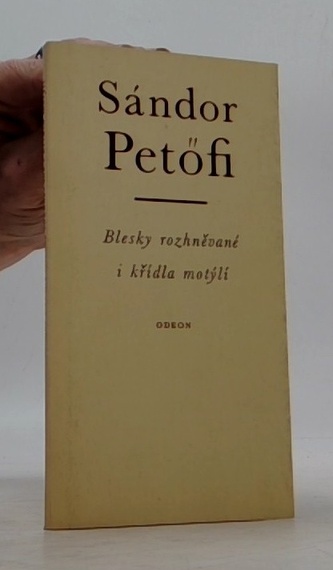 Sándor
Petőfi
Blesky rozhněvané
i křídla motýlí
ODEON